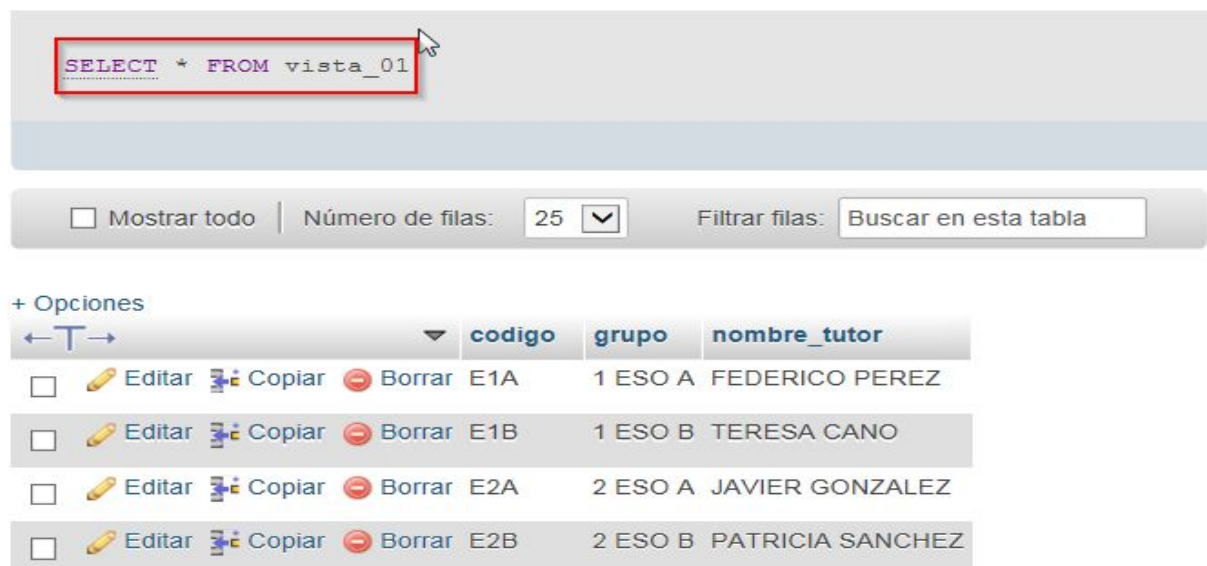 SELECT * FROM vista_01
Mostrar todo Número de filas: 25 Filtrar filas: Buscar en esta tabla
+ Opciones
←T→ codigo grupo nombre_tutor
Editar Copiar Borrar E1A 1 ESO A FEDERICO PEREZ
Editar Copiar Borrar E1B 1 ESO B TERESA CANO
Editar Copiar Borrar E2A 2 ESO A JAVIER GONZALEZ
Editar Copiar Borrar E2B 2 ESO B PATRICIA SANCHEZ